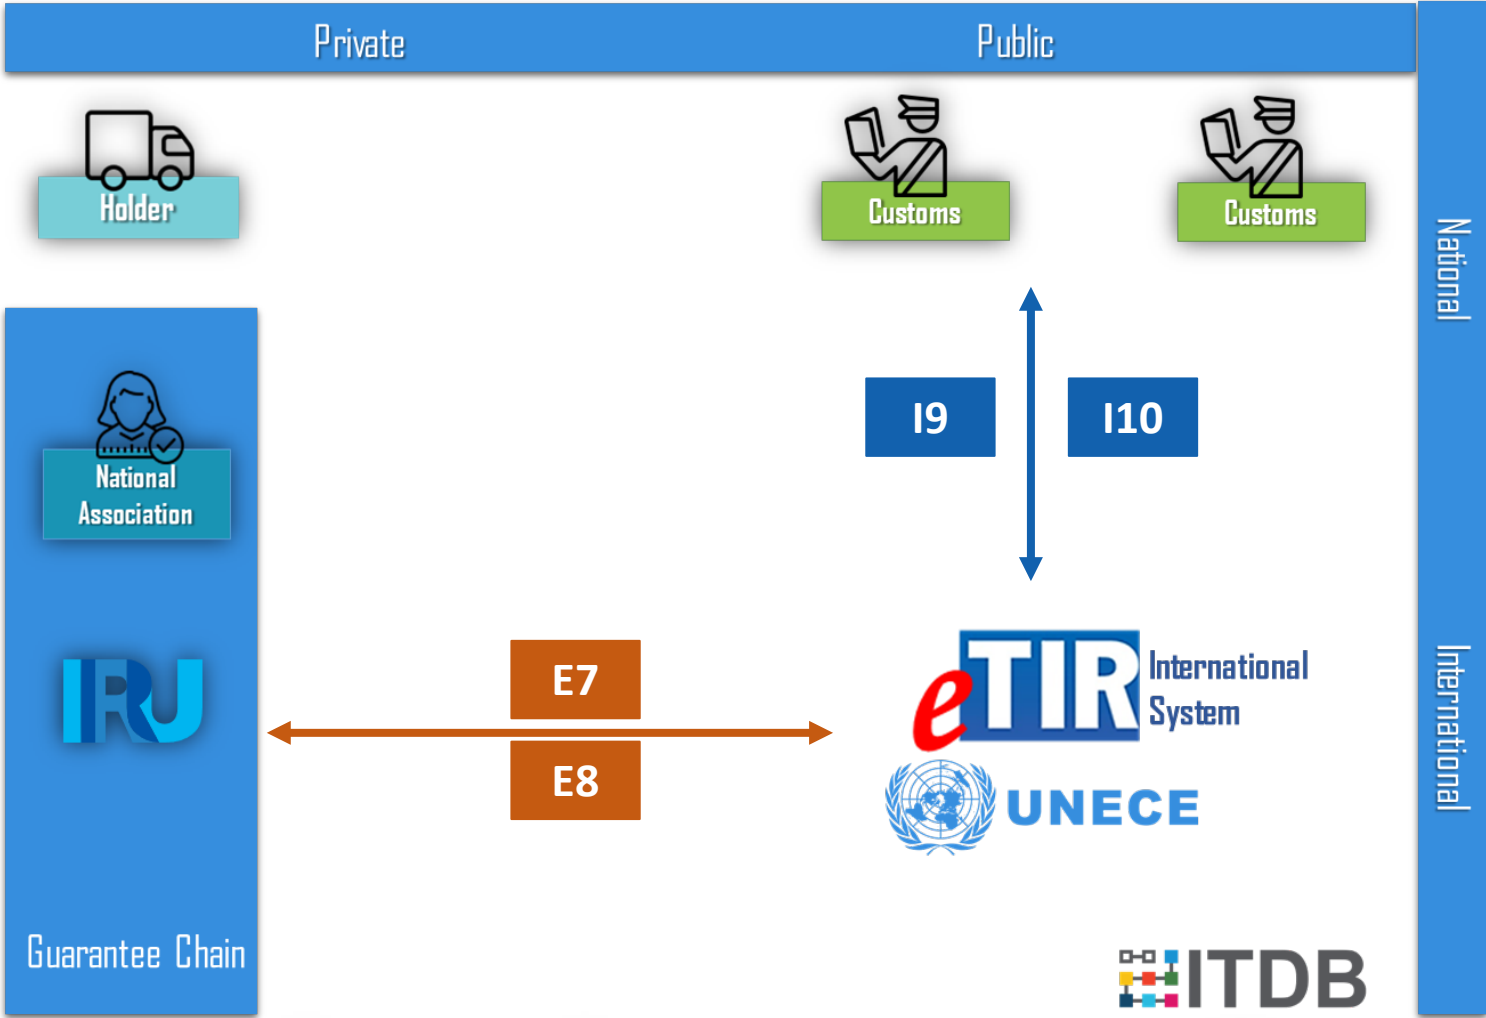 Private
Public
Holder
Customs
Customs
National
I9
I10
National
Association
IRU
E7
E8
eTIR
International
System
UNECE
International
Guarantee Chain
ITDB